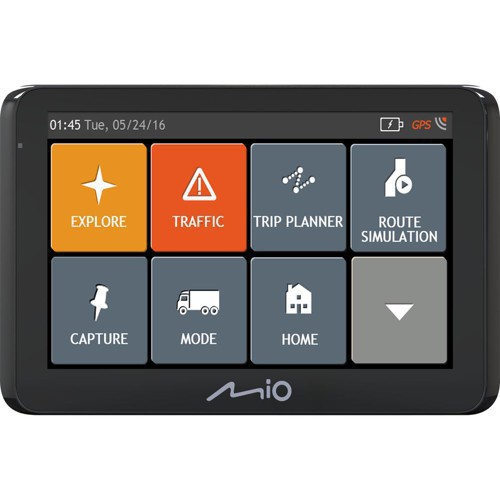 01:45 Tue, 05/24/16 GPS
EXPLORE
TRAFFIC
TRIP PLANNER
ROUTE
SIMULATION
CAPTURE
MODE
HOME
Mio